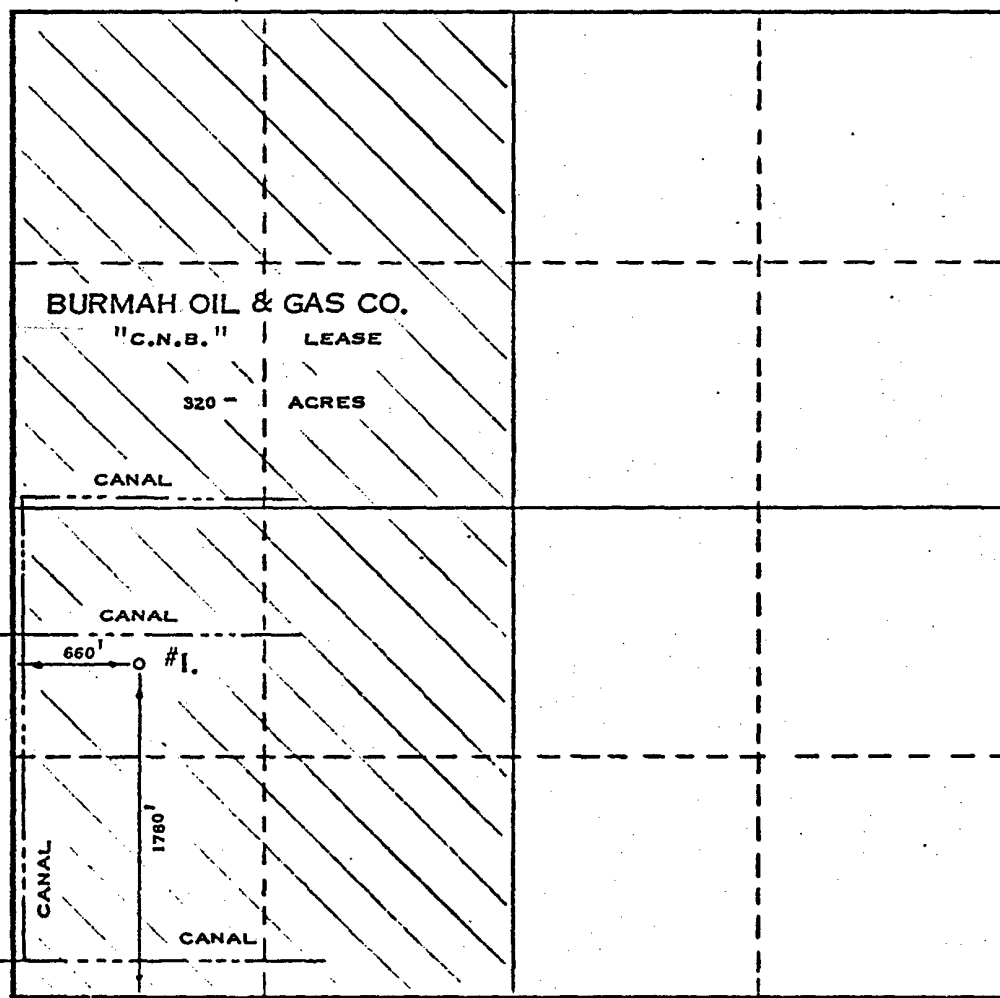 BURMAH OIL & GAS CO.
"C.N.B." LEASE
320 — ACRES
CANAL
CANAL
660' #1.
1780'
CANAL
CANAL